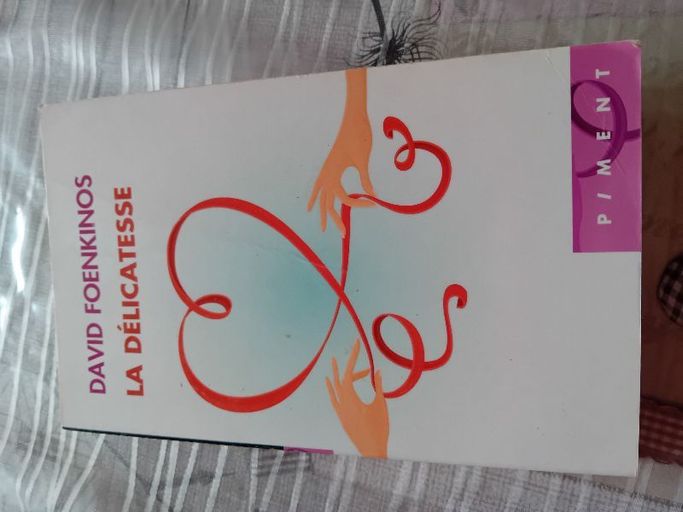 DAVID FOENKINOS
LA DÉLICATESSE
PIMENT